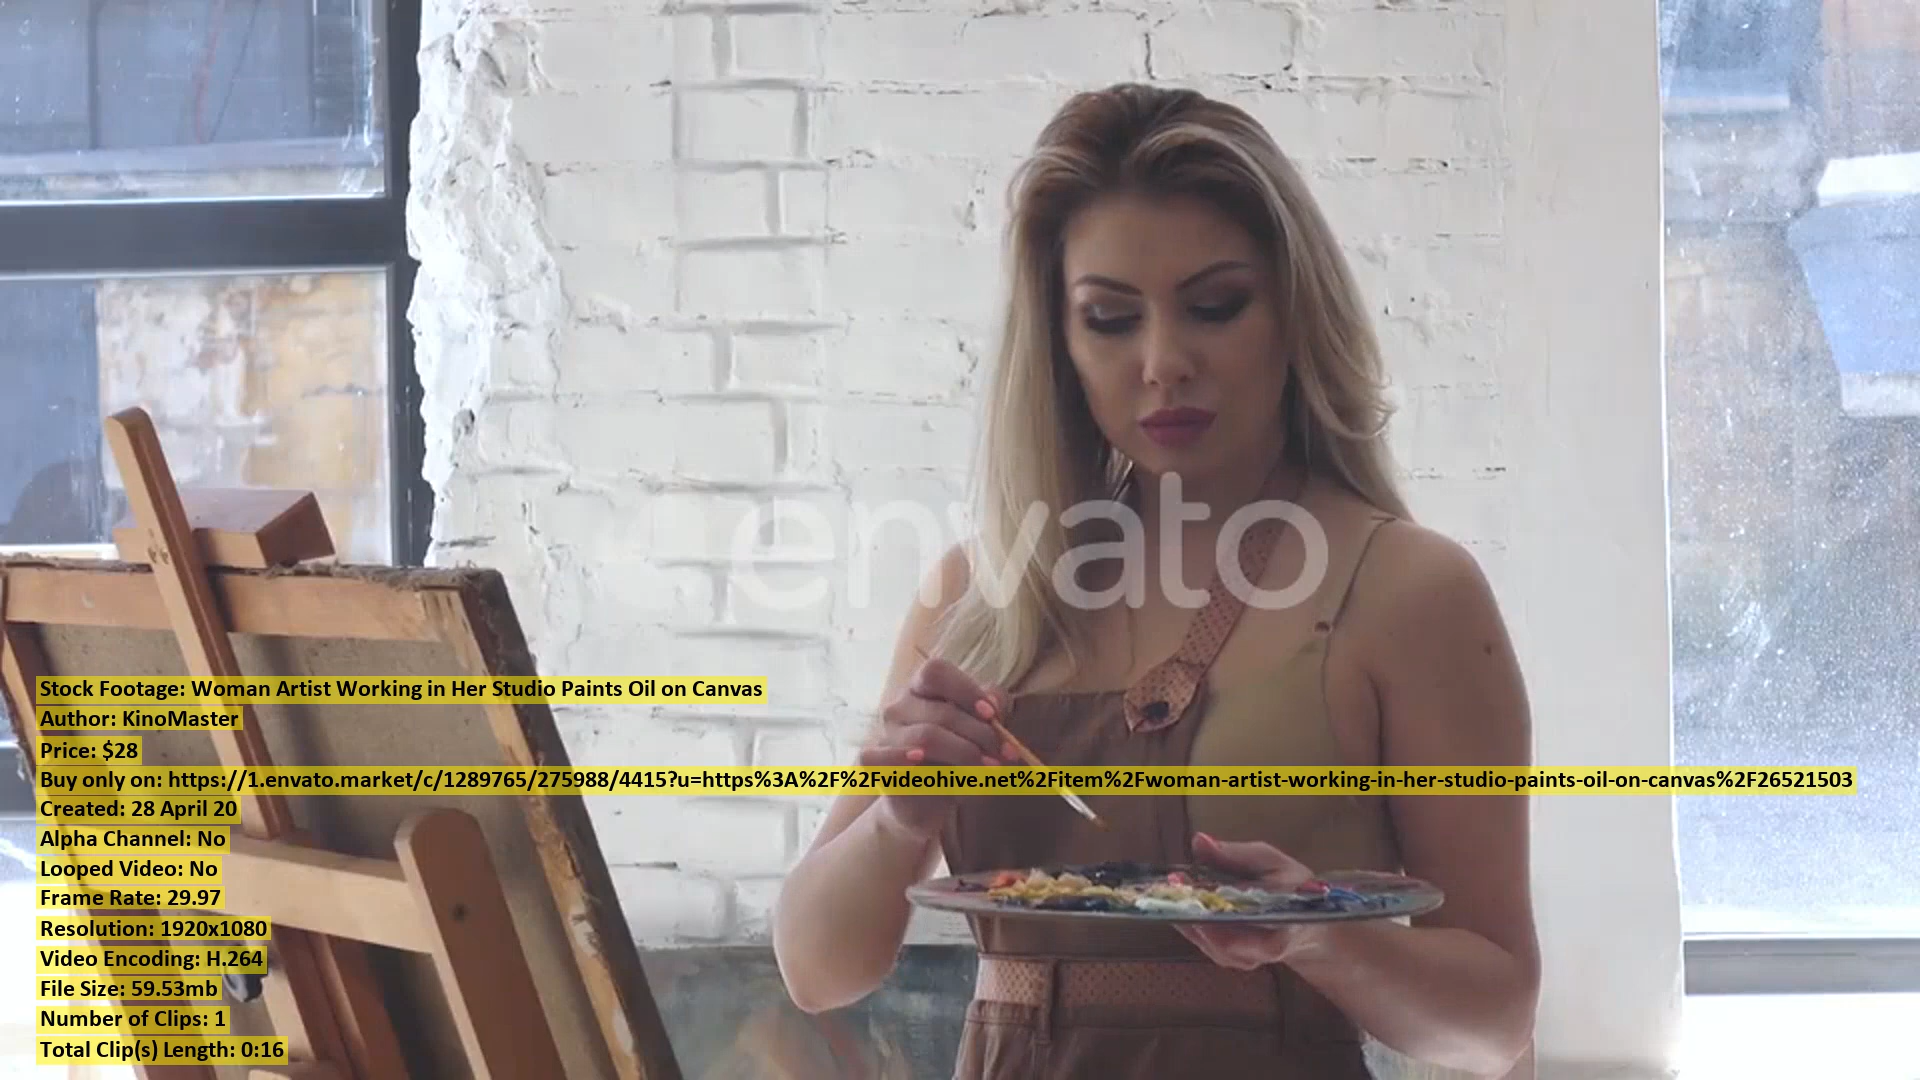 envato
Stock Footage: Woman Artist Working in Her Studio Paints Oil on Canvas
Author: KinoMaster
Price: $28
Buy only on: https://1.envato.market/c/1289765/275988/4415?u=https%3A%2F%2Fvideohive.net%2Fitem%2Fwoman-artist-working-in-her-studio-paints-oil-on-canvas%2F26521503
Created: 28 April 20
Alpha Channel: No
Looped Video: No
Frame Rate: 29.97
Resolution: 1920x1080
Video Encoding: H.264
File Size: 59.53mb
Number of Clips: 1
Total Clip(s) Length: 0:16